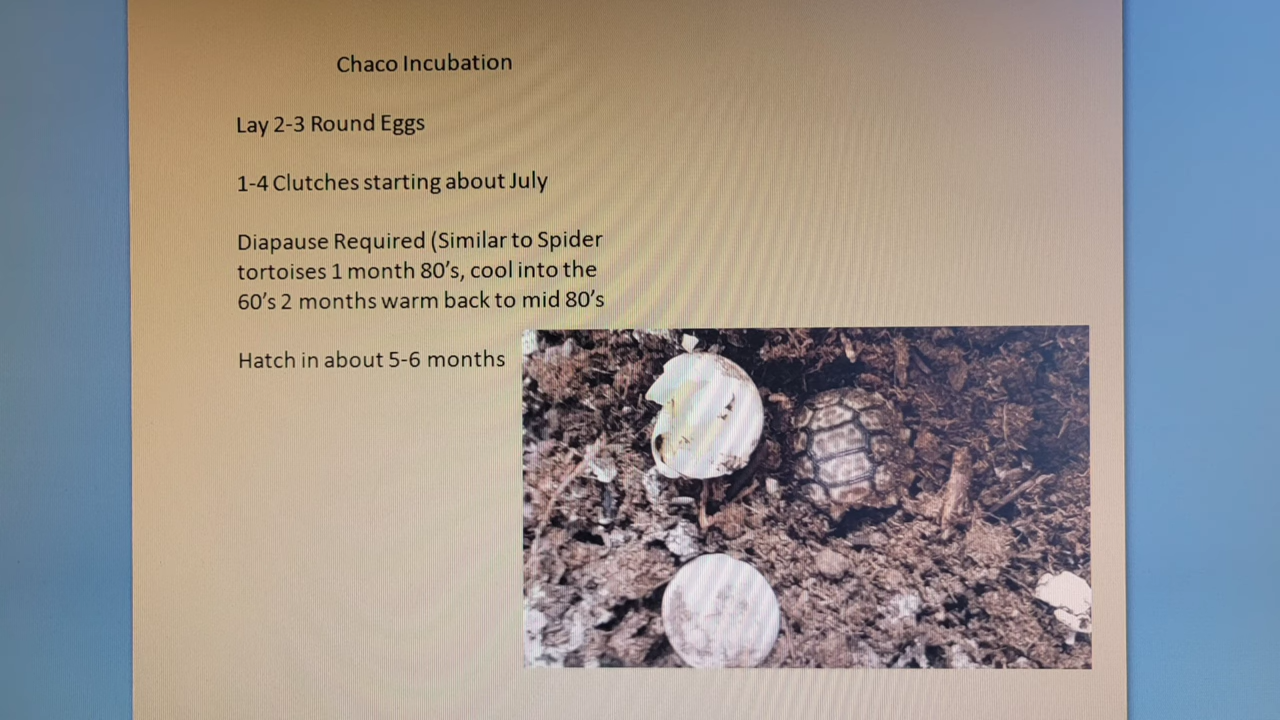 Chaco Incubation
Lay 2-3 Round Eggs
1-4 Clutches starting about July
Diapause Required (Similar to Spider
tortoises 1 month 80's, cool into the
60's 2 months warm back to mid 80's
Hatch in about 5-6 months